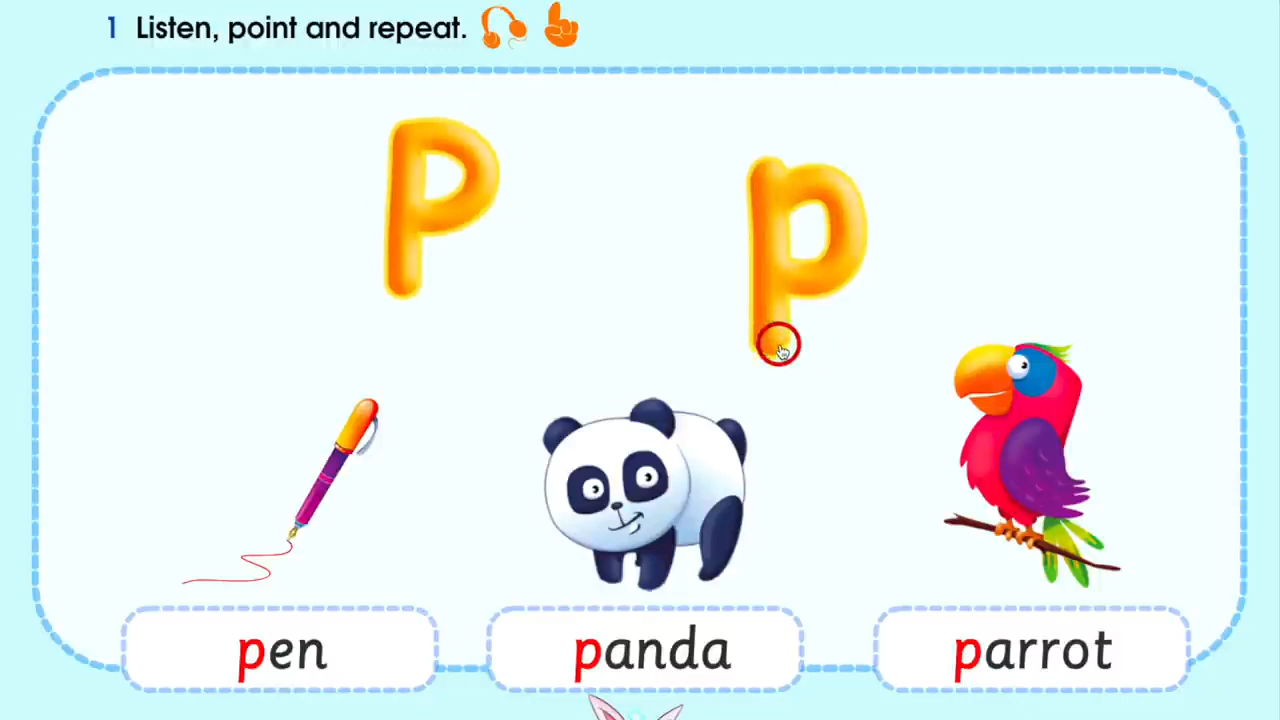 1 Listen, point and repeat.
P p
pen panda parrot